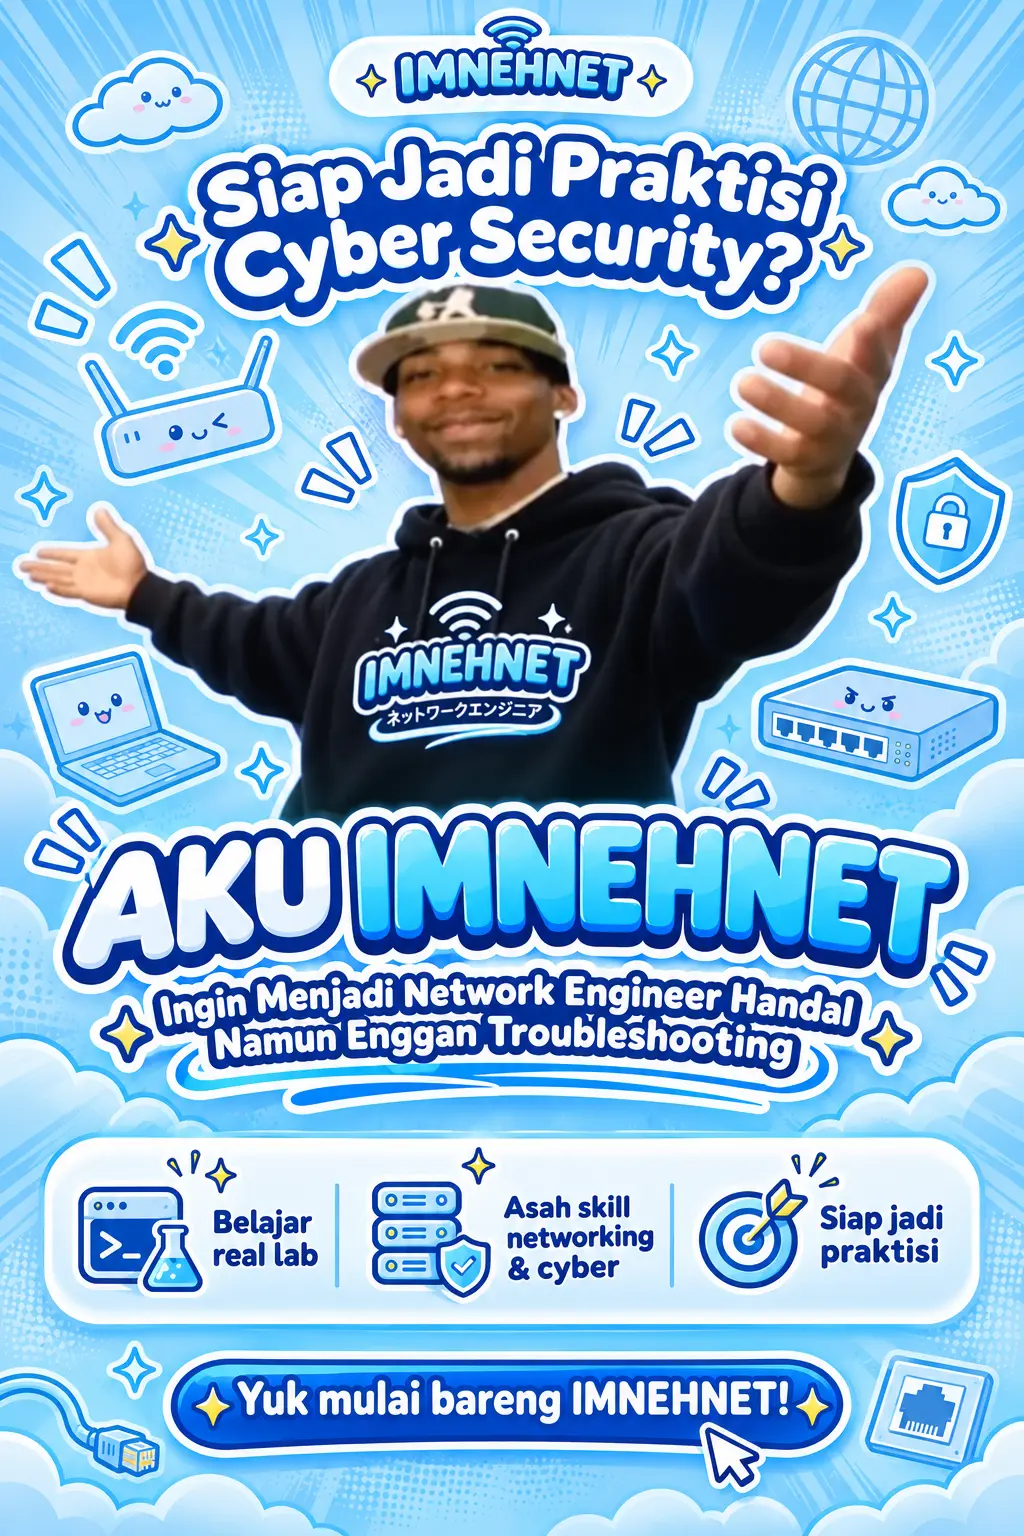 IMNEHNET
Siap Jadi Praktisi
Cyber Security?
IMNEHNET
ネットワークエンジニア
AKU IMNEHNET
Ingin Menjadi Network Engineer Handal
Namun Enggan Troubleshooting
Belajar
real lab
Asah skill
networking
& cyber
Siap jadi
praktisi
Yuk mulai bareng IMNEHNET!